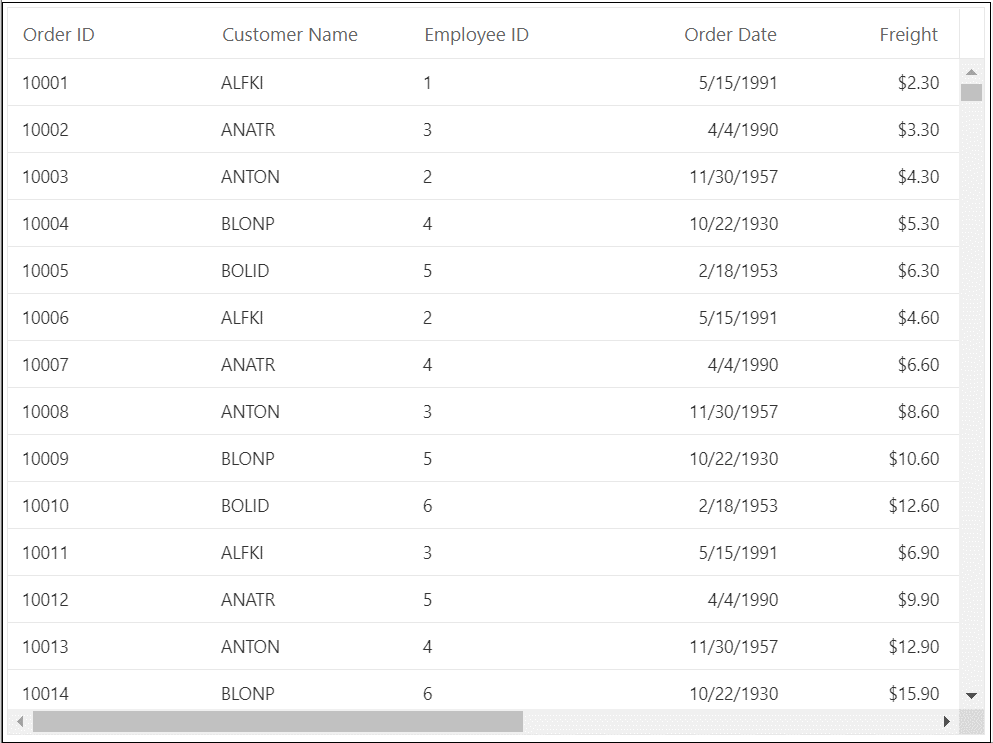 Order ID Customer Name Employee ID Order Date Freight
10001 ALFKI 1 5/15/1991 $2.30
10002 ANATR 3 4/4/1990 $3.30
10003 ANTON 2 11/30/1957 $4.30
10004 BLONP 4 10/22/1930 $5.30
10005 BOLID 5 2/18/1953 $6.30
10006 ALFKI 2 5/15/1991 $4.60
10007 ANATR 4 4/4/1990 $6.60
10008 ANTON 3 11/30/1957 $8.60
10009 BLONP 5 10/22/1930 $10.60
10010 BOLID 6 2/18/1953 $12.60
10011 ALFKI 3 5/15/1991 $6.90
10012 ANATR 5 4/4/1990 $9.90
10013 ANTON 4 11/30/1957 $12.90
10014 BLONP 6 10/22/1930 $15.90